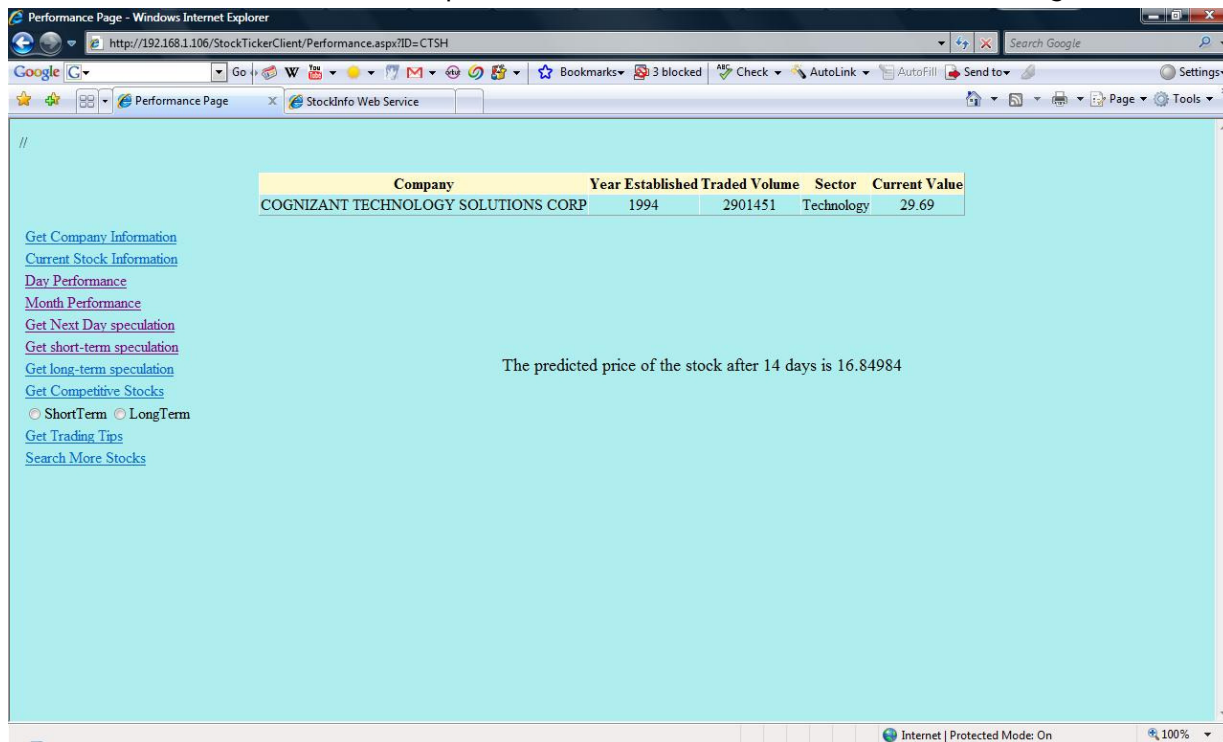 Performance Page - Windows Internet Explorer
http://192.168.1.106/StockTickerClient/Performance.aspx?ID=CTSH
Search Google
Google G Go W You Bookmarks 3 blocked ABC Check AutoLink AutoFill Send to Settings
Performance Page X StockInfo Web Service Page Tools
//
Company Year Established Traded Volume Sector Current Value
COGNIZANT TECHNOLOGY SOLUTIONS CORP 1994 2901451 Technology 29.69
Get Company Information
Current Stock Information
Day Performance
Month Performance
Get Next Day speculation
Get short-term speculation
Get long-term speculation
The predicted price of the stock after 14 days is 16.84984
Get Competitive Stocks
ShortTerm LongTerm
Get Trading Tips
Search More Stocks
Internet | Protected Mode: On 100%